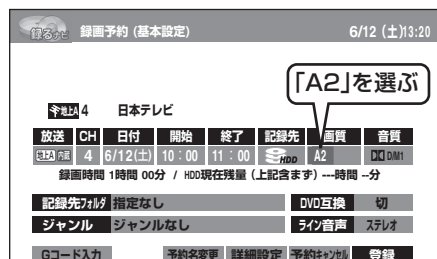 録るナビ 録画予約 (基本設定) 6/12 (土)13:20
「A2」を選ぶ
地上A 4 日本テレビ
放送 CH 日付 開始 終了 記録先 画質 音質
地上A 内蔵 4 6/12(土) 10:00 11:00 HDD A2 DD D/M1
録画時間 1時間 00分 / HDD現在残量 (上記含まず) ---時間 --分
記録先フォルダ 指定なし DVD互換 切
ジャンル ジャンルなし ライン音声 ステレオ
Gコード入力 予約名変更 詳細設定 予約キャンセル 登録